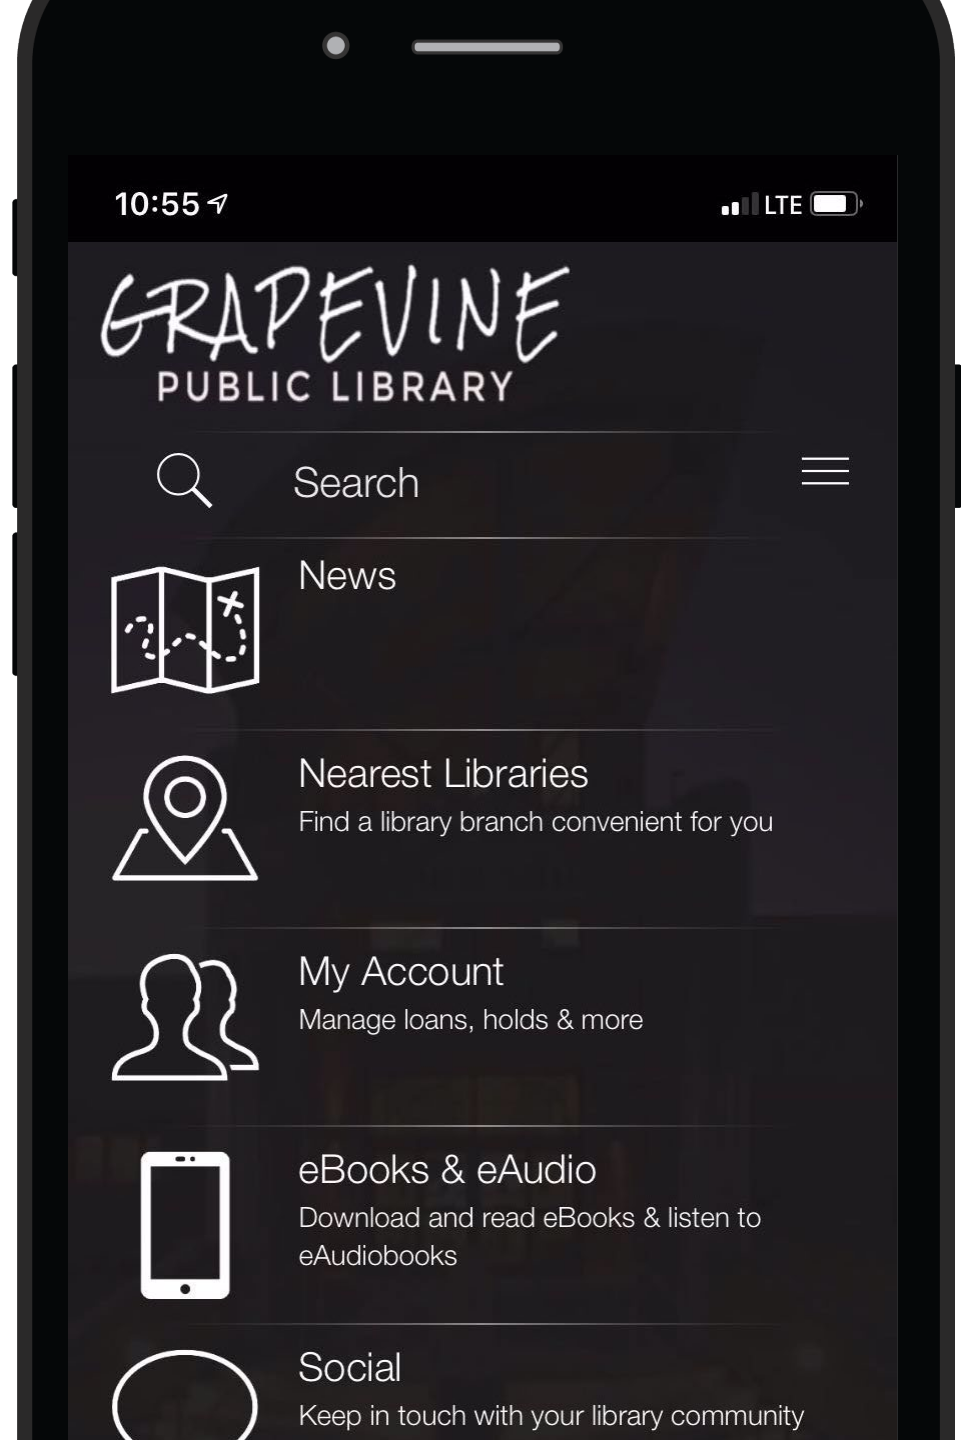 10:55
LTE
GRAPEVINE
PUBLIC LIBRARY
Search
News
Nearest Libraries
Find a library branch convenient for you
My Account
Manage loans, holds & more
eBooks & eAudio
Download and read eBooks & listen to
eAudiobooks
Social
Keep in touch with your library community